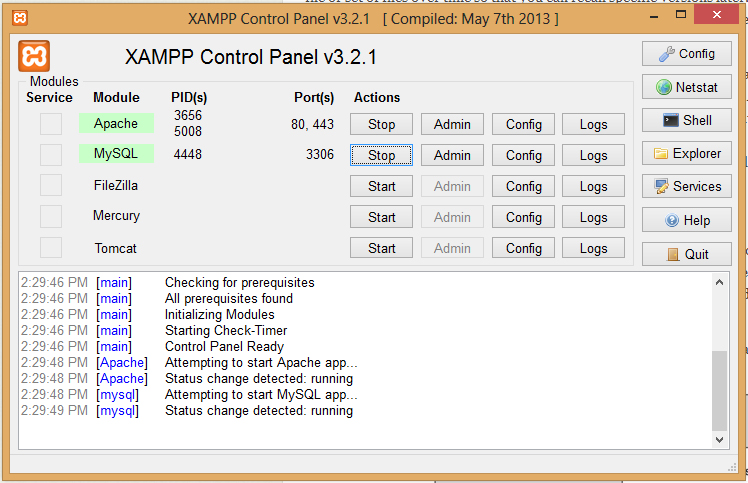 XAMPP Control Panel v3.2.1 [ Compiled: May 7th 2013 ]
XAMPP Control Panel v3.2.1
Config
Modules
Service Module PID(s) Port(s) Actions
Netstat
Apache 3656 5008 80, 443 Stop Admin Config Logs
Shell
MySQL 4448 3306 Stop Admin Config Logs
Explorer
FileZilla Start Admin Config Logs
Services
Mercury Start Admin Config Logs
Help
Tomcat Start Admin Config Logs
Quit
2:29:46 PM [main] Checking for prerequisites
2:29:46 PM [main] All prerequisites found
2:29:46 PM [main] Initializing Modules
2:29:46 PM [main] Starting Check-Timer
2:29:46 PM [main] Control Panel Ready
2:29:48 PM [Apache] Attempting to start Apache app...
2:29:48 PM [Apache] Status change detected: running
2:29:48 PM [mysql] Attempting to start MySQL app...
2:29:49 PM [mysql] Status change detected: running